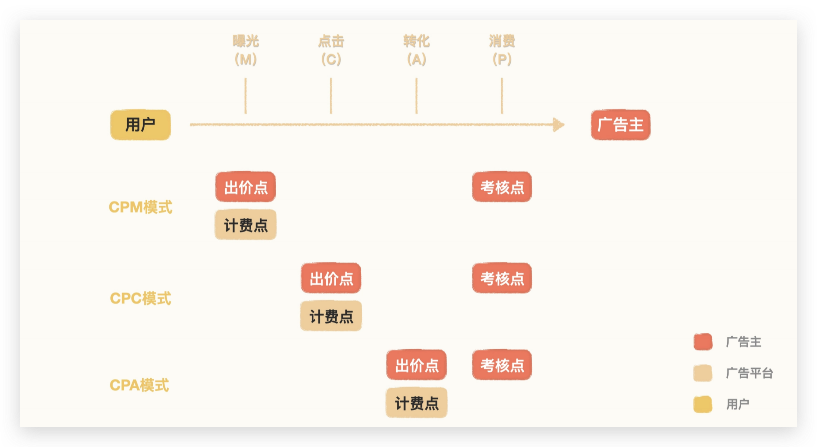 曝光 点击 转化 消费
(M) (C) (A) (P)
用户 广告主
出价点 考核点
CPM模式
计费点
出价点 考核点
CPC模式
计费点
广告主
出价点 考核点
广告平台
CPA模式
计费点
用户